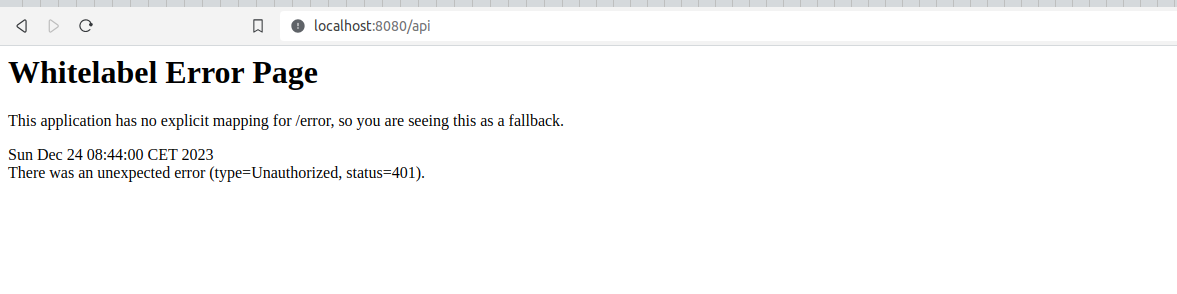 localhost:8080/api
Whitelabel Error Page
This application has no explicit mapping for /error, so you are seeing this as a fallback.
Sun Dec 24 08:44:00 CET 2023
There was an unexpected error (type=Unauthorized, status=401).